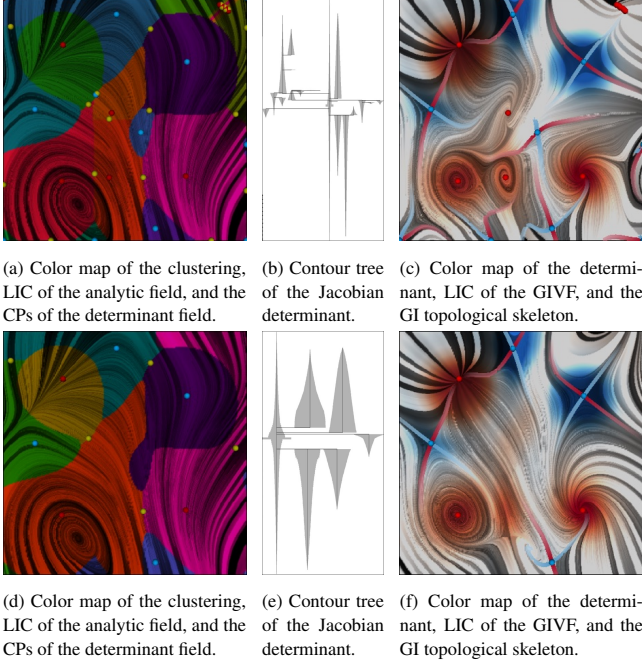 (a) Color map of the clustering,
LIC of the analytic field, and the
CPs of the determinant field.
(b) Contour tree
of the Jacobian
determinant.
(c) Color map of the determi-
nant, LIC of the GIVF, and the
GI topological skeleton.
(d) Color map of the clustering,
LIC of the analytic field, and the
CPs of the determinant field.
(e) Contour tree
of the Jacobian
determinant.
(f) Color map of the determi-
nant, LIC of the GIVF, and the
GI topological skeleton.